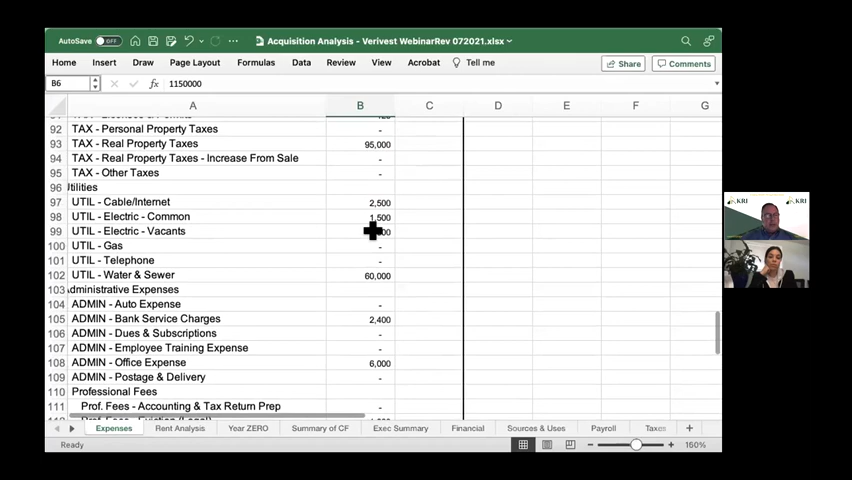 AutoSave OFF Acquisition Analysis - Verivest WebinarRev 072021.xlsx
Home Insert Draw Page Layout Formulas Data Review View Acrobat Tell me Share Comments
B6 fx 1150000
A B C D E F G
92 TAX - Personal Property Taxes -
93 TAX - Real Property Taxes 95,000
94 TAX - Real Property Taxes - Increase From Sale -
95 TAX - Other Taxes -
96 Utilities
97 UTIL - Cable/Internet 2,500
98 UTIL - Electric - Common 1,500
99 UTIL - Electric - Vacants
100 UTIL - Gas -
101 UTIL - Telephone -
102 UTIL - Water & Sewer 60,000
103 dministrative Expenses
104 ADMIN - Auto Expense -
105 ADMIN - Bank Service Charges 2,400
106 ADMIN - Dues & Subscriptions -
107 ADMIN - Employee Training Expense -
108 ADMIN - Office Expense 6,000
109 ADMIN - Postage & Delivery -
110 Professional Fees
111 Prof. Fees - Accounting & Tax Return Prep -
Expenses Rent Analysis Year ZERO Summary of CF Exec Summary Financial Sources & Uses Payroll Taxes
Ready 150%
KRI KRI